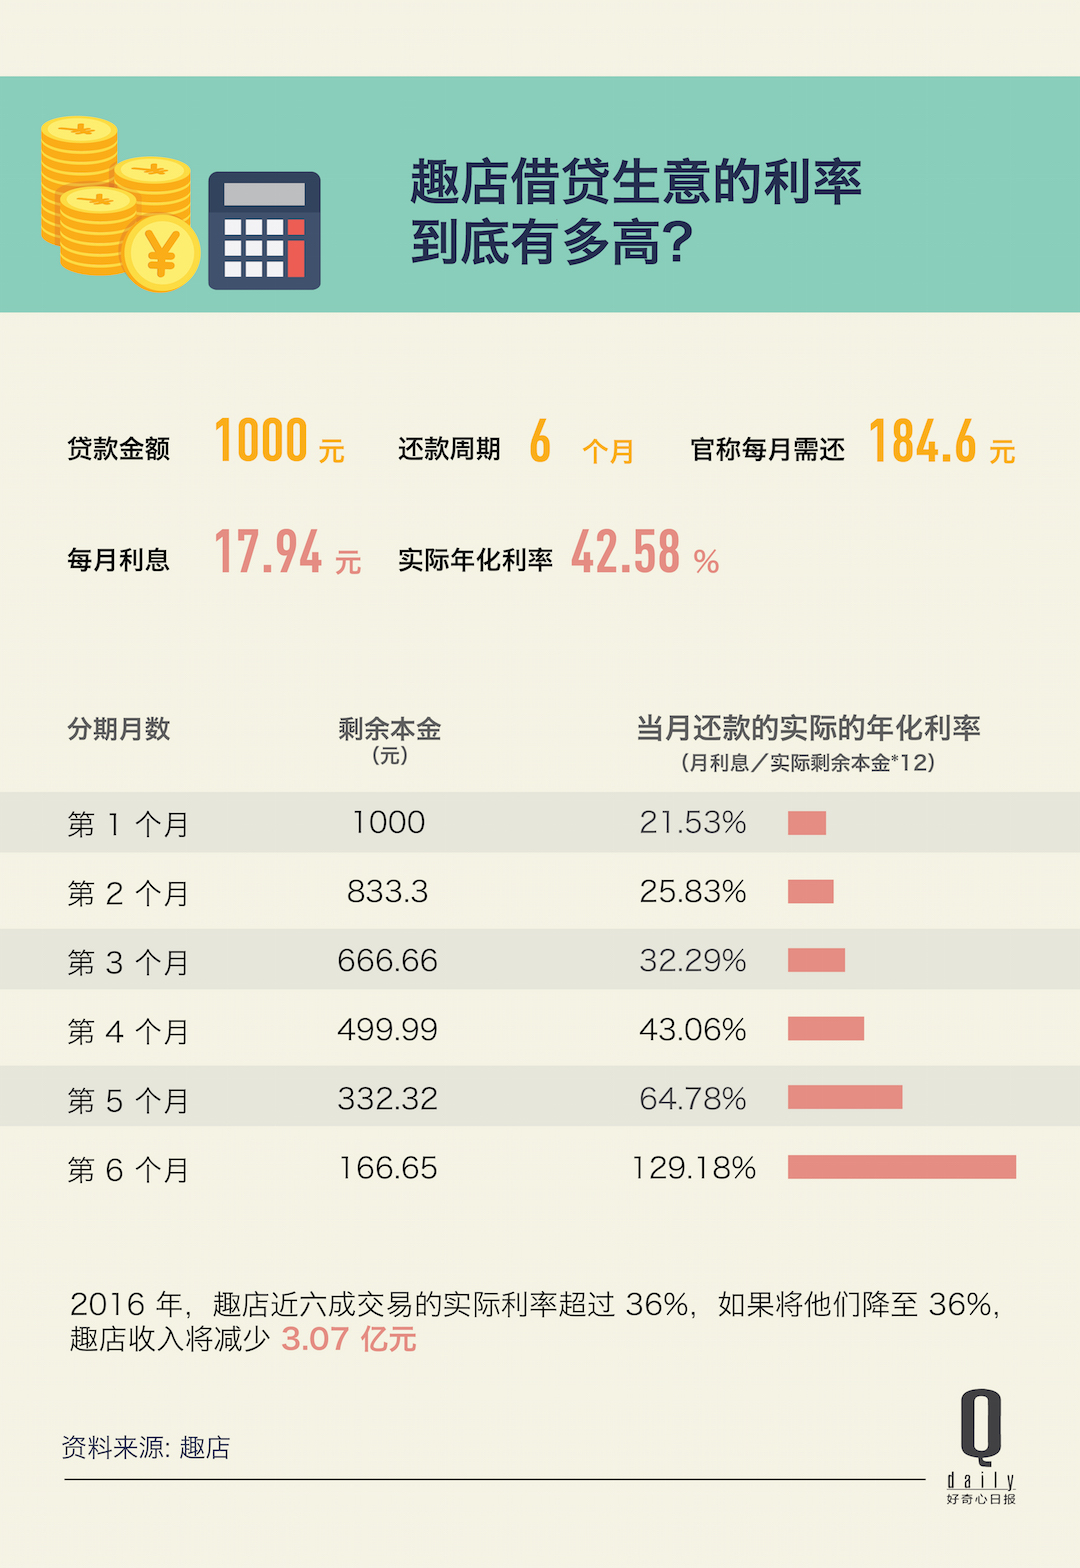 趣店借贷生意的利率
到底有多高?
贷款金额 1000 元 还款周期 6 个月 官称每月需还 184.6 元
每月利息 17.94 元 实际年化利率 42.58 %
分期月数 剩余本金 当月还款的实际的年化利率
(元) (月利息／实际剩余本金*12)
第 1 个月 1000 21.53%
第 2 个月 833.3 25.83%
第 3 个月 666.66 32.29%
第 4 个月 499.99 43.06%
第 5 个月 332.32 64.78%
第 6 个月 166.65 129.18%
2016 年, 趣店近六成交易的实际利率超过 36%, 如果将他们降至 36%,
趣店收入将减少 3.07 亿元
资料来源: 趣店
Q
daily
好奇心日报